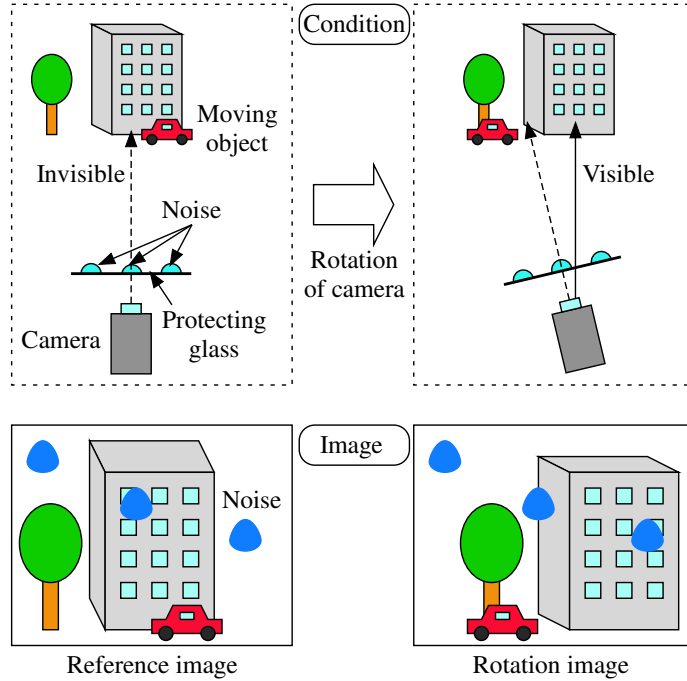 Condition
Moving
object
Invisible
Visible
Noise
Rotation
of camera
Protecting
glass
Camera
Image
Noise
Reference image
Rotation image